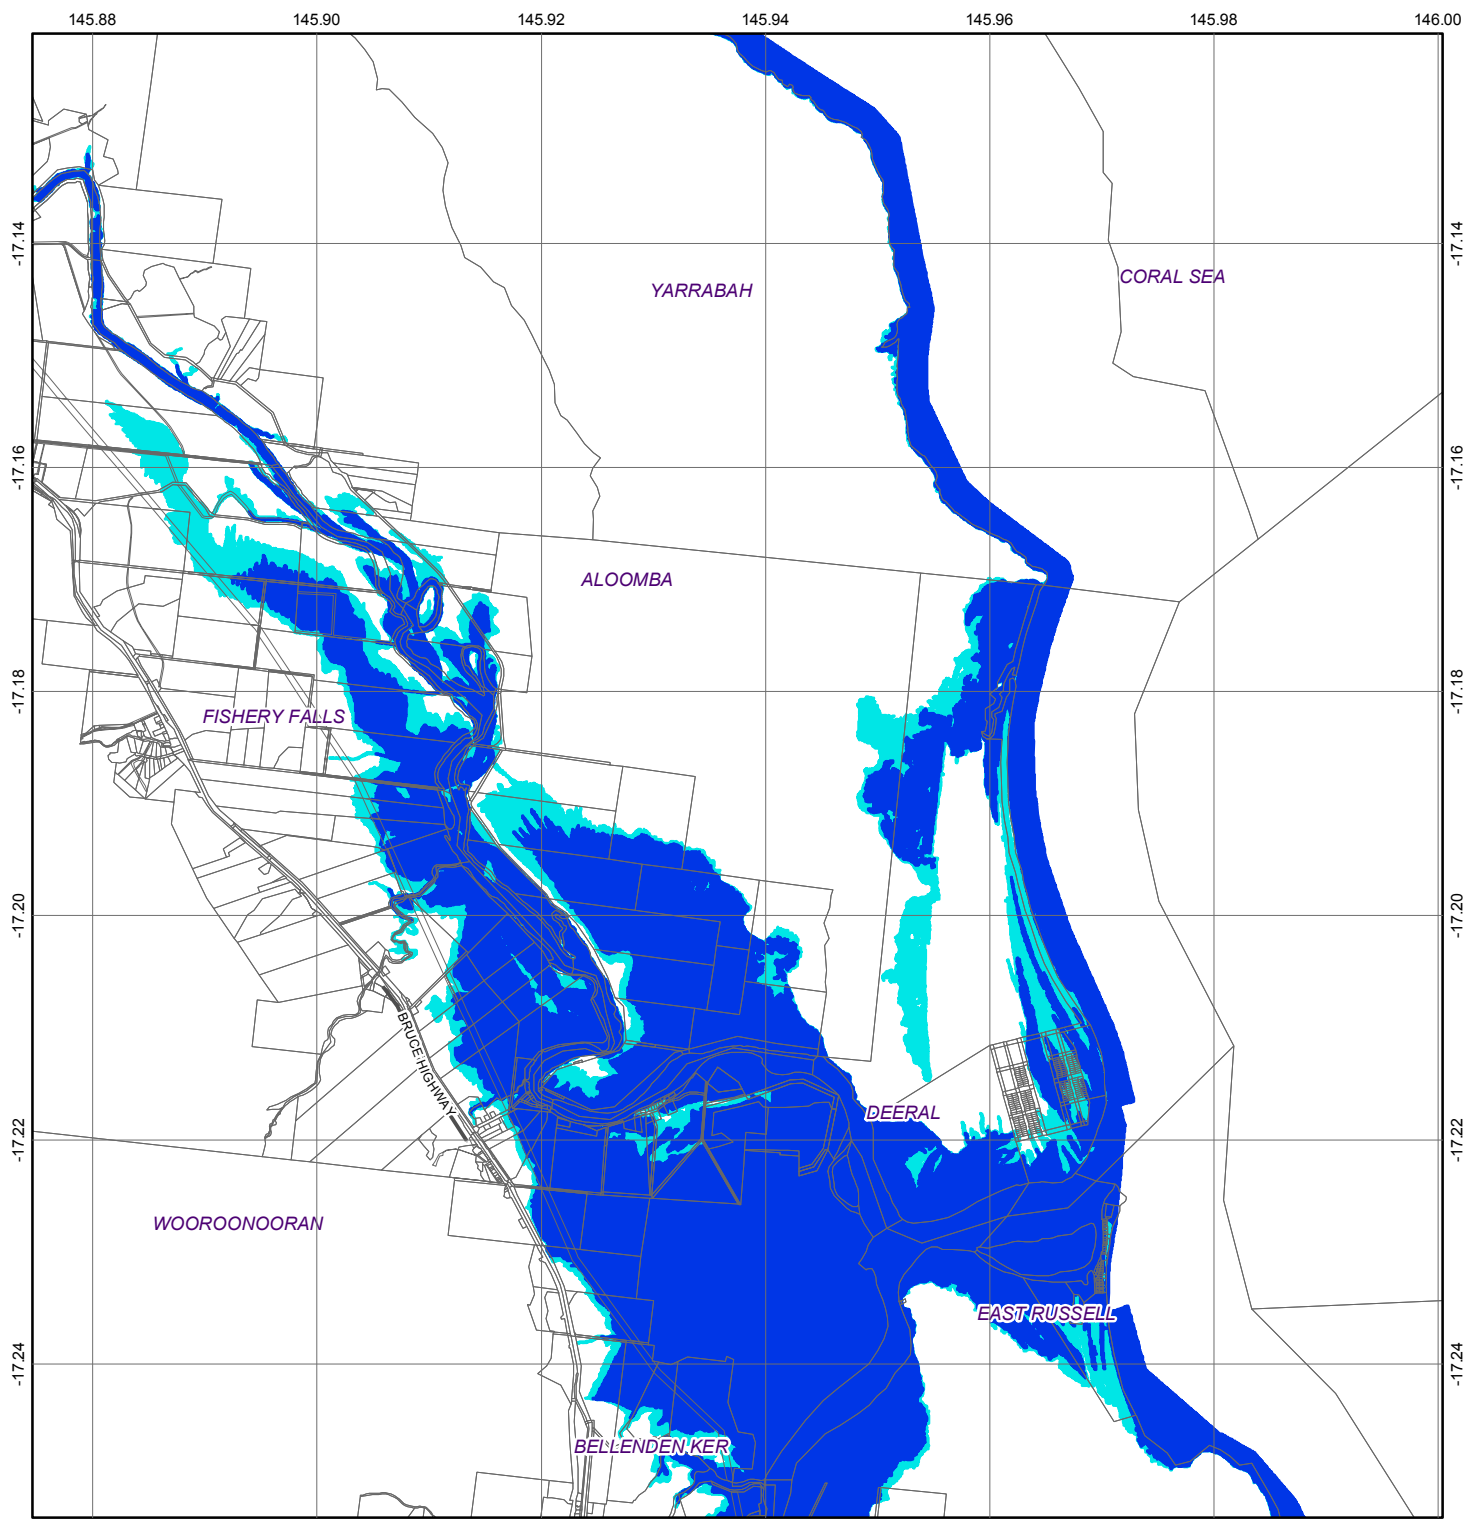 145.88 145.90 145.92 145.94 145.96 145.98 146.00
-17.14 -17.14
CORAL SEA
YARRABAH
-17.16 -17.16
ALOOMBA
-17.18 -17.18
FISHERY FALLS
-17.20 -17.20
BRUCE HIGHWAY
DEERAL
-17.22 -17.22
WOOROONOORAN
EAST RUSSELL
-17.24 -17.24
BELLENDEN KER